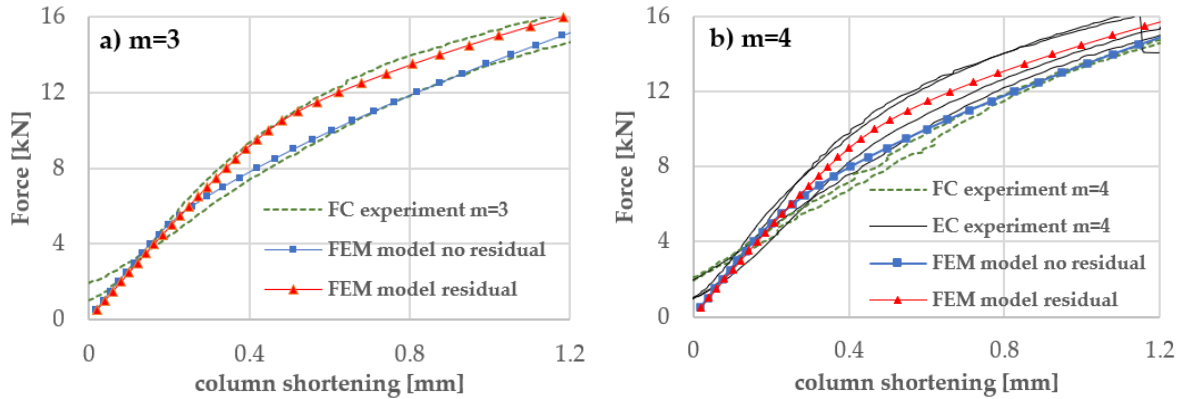 a) m=3
16
12
8
4
0
Force [kN]
FC experiment m=3
FEM model no residual
FEM model residual
0 0.4 0.8 1.2
column shortening [mm]
b) m=4
16
12
8
4
0
Force [kN]
FC experiment m=4
EC experiment m=4
FEM model no residual
FEM model residual
0 0.4 0.8 1.2
column shortening [mm]